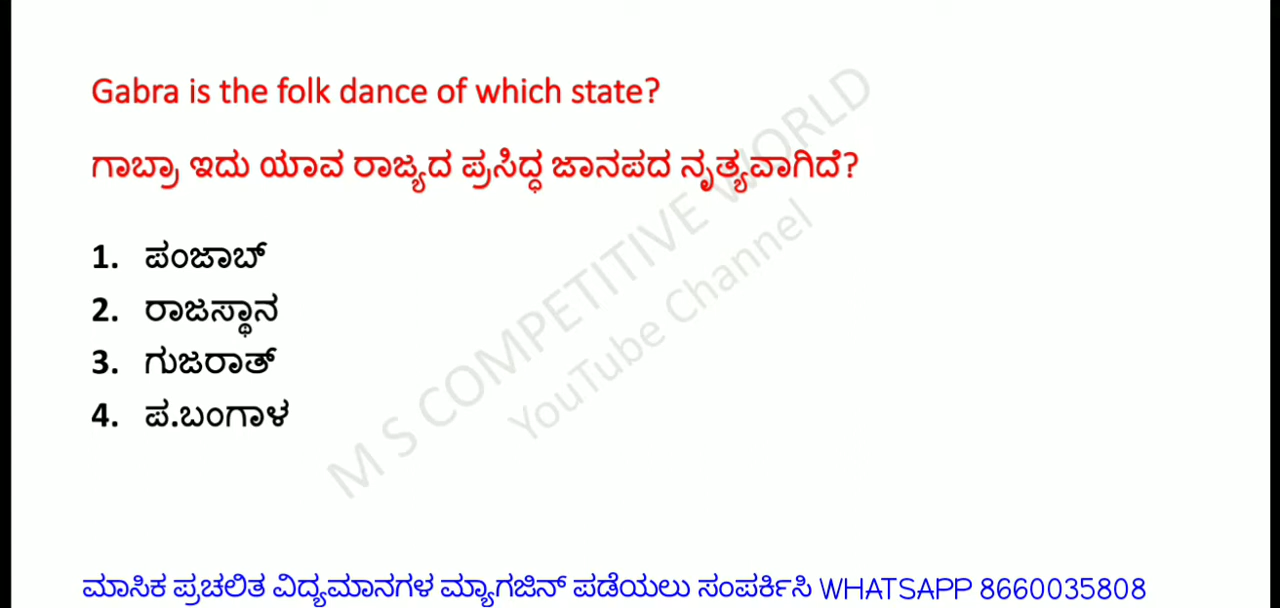 Gabra is the folk dance of which state?
ಗಾಬ್ರಾ ಇದು ಯಾವ ರಾಜ್ಯದ ಪ್ರಸಿದ್ಧ ಜಾನಪದ ನೃತ್ಯವಾಗಿದೆ?
1. ಪಂಜಾಬ್
2. ರಾಜಸ್ಥಾನ
3. ಗುಜರಾತ್
4. ಪ.ಬಂಗಾಳ
M S COMPETITIVE WORLD
YouTube Channel
ಮಾಸಿಕ ಪ್ರಚಲಿತ ವಿದ್ಯಮಾನಗಳ ಮ್ಯಾಗಜಿನ್ ಪಡೆಯಲು ಸಂಪರ್ಕಿಸಿ WHATSAPP 8660035808